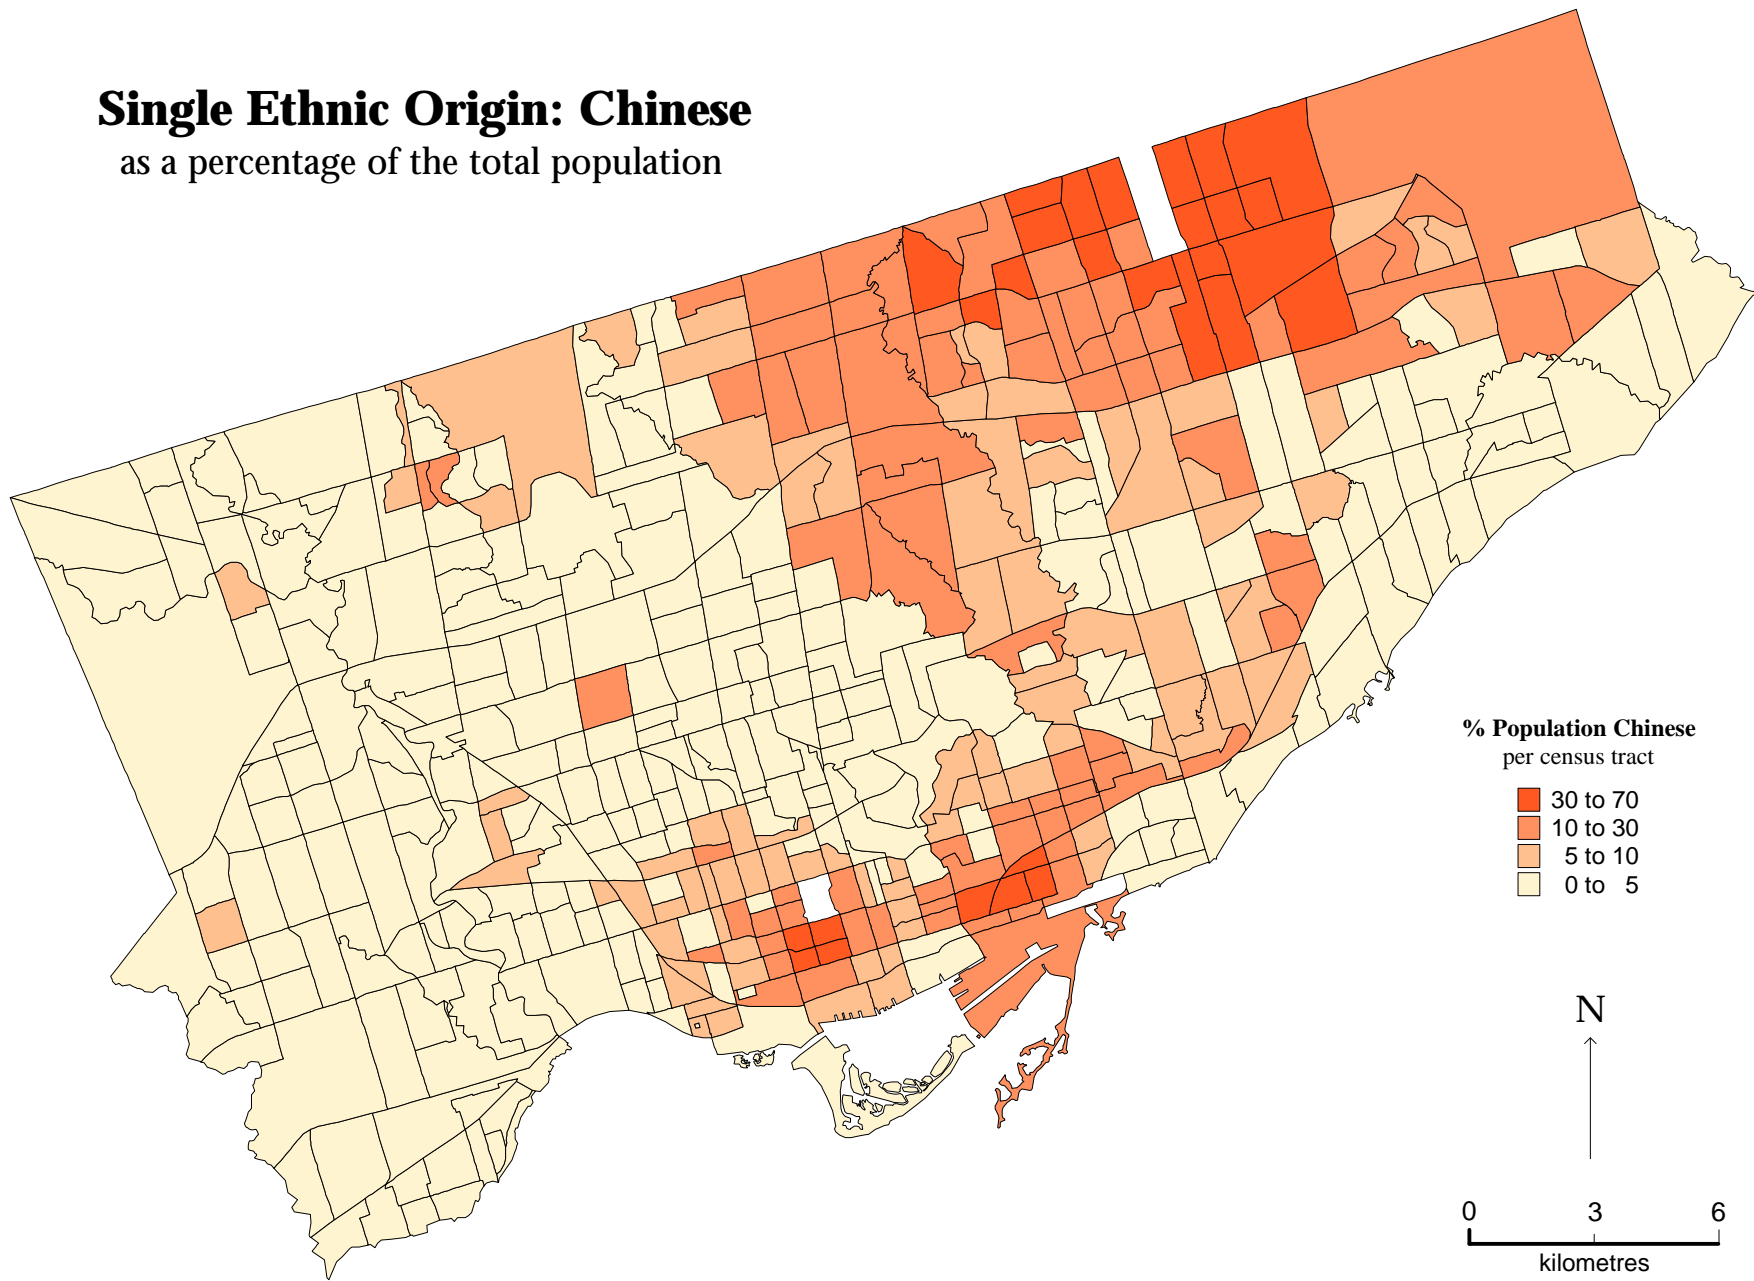 Single Ethnic Origin: Chinese
as a percentage of the total population
% Population Chinese
per census tract
30 to 70
10 to 30
5 to 10
0 to 5
N
0 3 6
kilometres